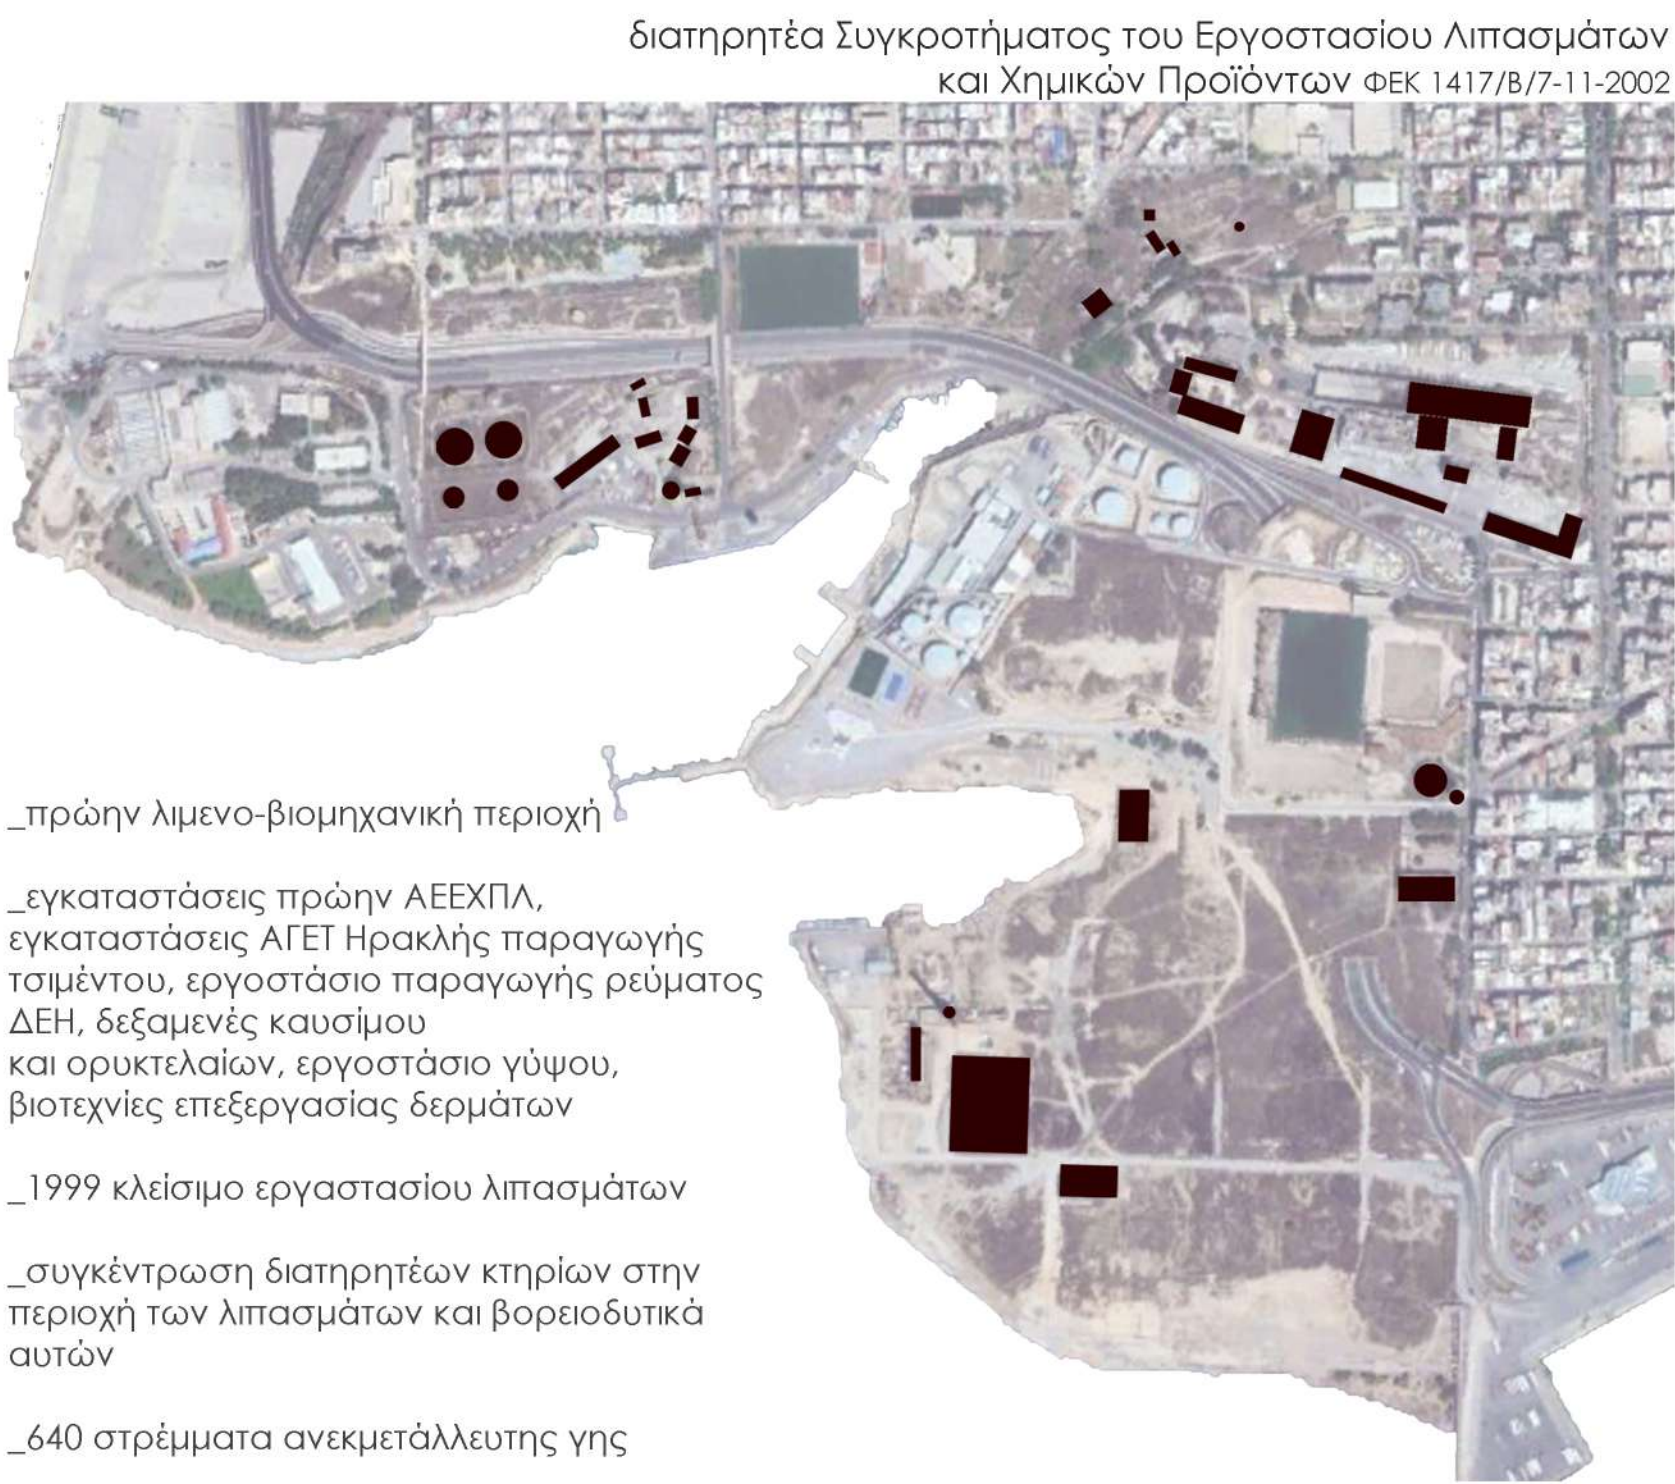 διατηρητέα Συγκροτήματος του Εργοστασίου Λιπασμάτων
και Χημικών Προϊόντων ΦΕΚ 1417/Β/7-11-2002
_πρώην λιμενο-βιομηχανική περιοχή
_εγκαταστάσεις πρώην ΑΕΕΧΠΛ,
εγκαταστάσεις ΑΓΕΤ Ηρακλής παραγωγής
τσιμέντου, εργοστάσιο παραγωγής ρεύματος
ΔΕΗ, δεξαμενές καυσίμου
και ορυκτελαίων, εργοστάσιο γύψου,
βιοτεχνίες επεξεργασίας δερμάτων
_1999 κλείσιμο εργαστασίου λιπασμάτων
_συγκέντρωση διατηρητέων κτηρίων στην
περιοχή των λιπασμάτων και βορειοδυτικά
αυτών
_640 στρέμματα ανεκμετάλλευτης γης